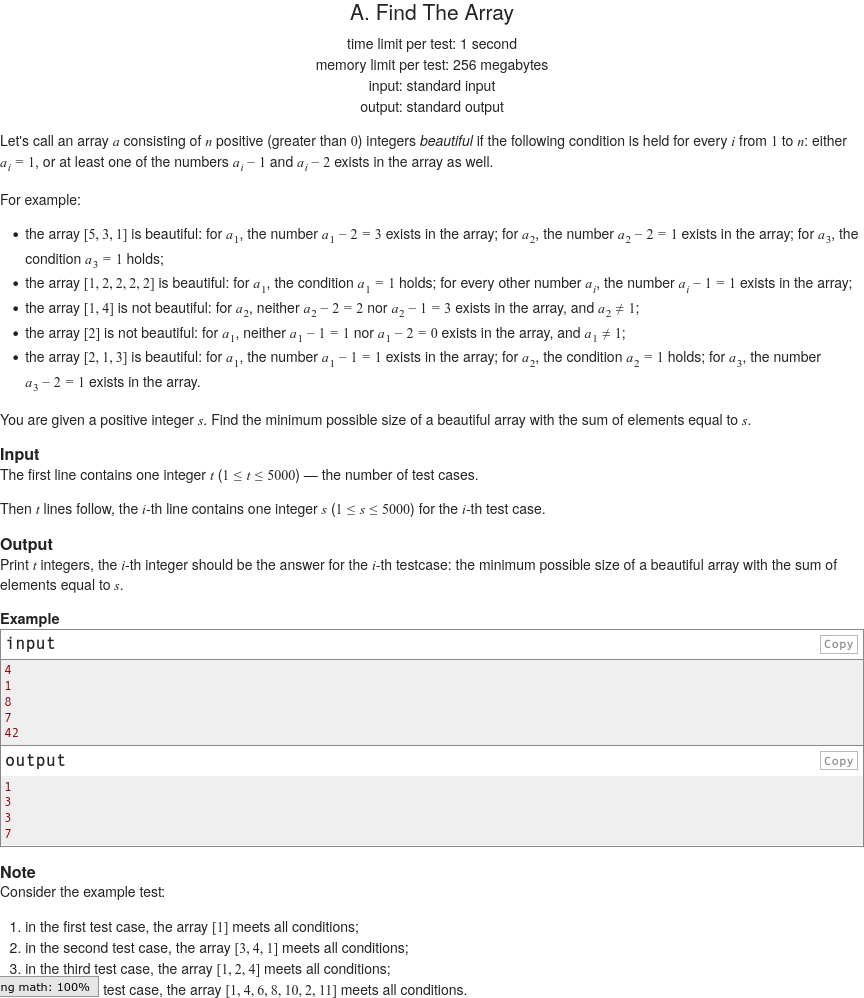 A. Find The Array
time limit per test: 1 second
memory limit per test: 256 megabytes
input: standard input
output: standard output
Let's call an array a consisting of n positive (greater than 0) integers beautiful if the following condition is held for every i from 1 to n: either
a_i = 1, or at least one of the numbers a_i − 1 and a_i − 2 exists in the array as well.
For example:
• the array [5, 3, 1] is beautiful: for a_1, the number a_1 − 2 = 3 exists in the array; for a_2, the number a_2 − 2 = 1 exists in the array; for a_3, the
condition a_3 = 1 holds;
• the array [1, 2, 2, 2, 2] is beautiful: for a_1, the condition a_1 = 1 holds; for every other number a_i, the number a_i − 1 = 1 exists in the array;
• the array [1, 4] is not beautiful: for a_2, neither a_2 − 2 = 2 nor a_2 − 1 = 3 exists in the array, and a_2 ≠ 1;
• the array [2] is not beautiful: for a_1, neither a_1 − 1 = 1 nor a_1 − 2 = 0 exists in the array, and a_1 ≠ 1;
• the array [2, 1, 3] is beautiful: for a_1, the number a_1 − 1 = 1 exists in the array; for a_2, the condition a_2 = 1 holds; for a_3, the number
a_3 − 2 = 1 exists in the array.
You are given a positive integer s. Find the minimum possible size of a beautiful array with the sum of elements equal to s.
Input
The first line contains one integer t (1 ≤ t ≤ 5000) — the number of test cases.
Then t lines follow, the i-th line contains one integer s (1 ≤ s ≤ 5000) for the i-th test case.
Output
Print t integers, the i-th integer should be the answer for the i-th testcase: the minimum possible size of a beautiful array with the sum of
elements equal to s.
Example
input Copy
4
1
8
7
42
output Copy
1
3
3
7
Note
Consider the example test:
1. in the first test case, the array [1] meets all conditions;
2. in the second test case, the array [3, 4, 1] meets all conditions;
3. in the third test case, the array [1, 2, 4] meets all conditions;
ng math: 100% test case, the array [1, 4, 6, 8, 10, 2, 11] meets all conditions.